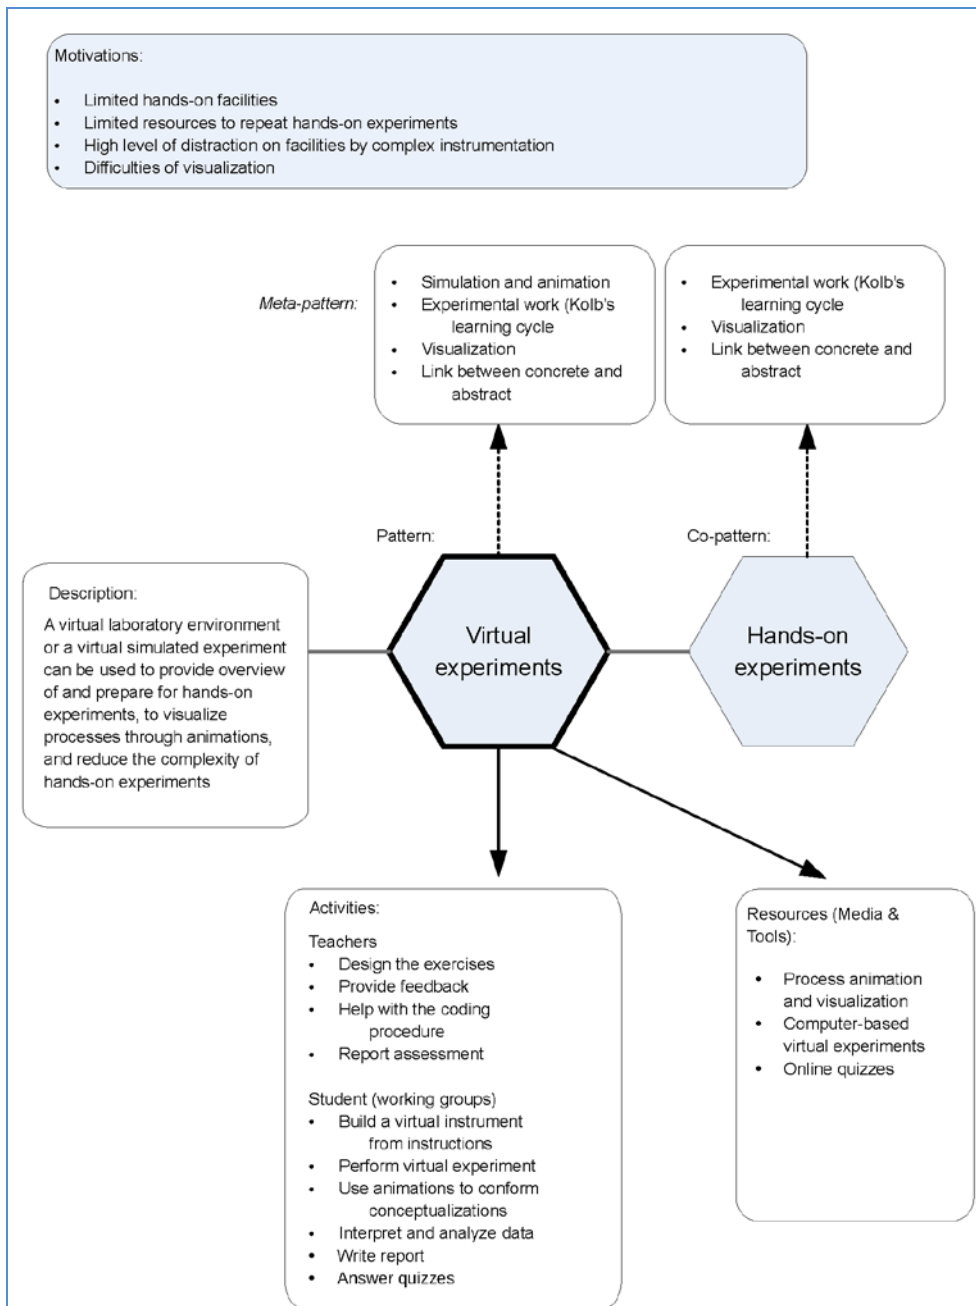 Motivations:
• Limited hands-on facilities
• Limited resources to repeat hands-on experiments
• High level of distraction on facilities by complex instrumentation
• Difficulties of visualization
Meta-pattern:
• Simulation and animation
• Experimental work (Kolb's
learning cycle
• Visualization
• Link between concrete and
abstract
• Experimental work (Kolb's
learning cycle
• Visualization
• Link between concrete and
abstract
Pattern:
Co-pattern:
Description:
A virtual laboratory environment
or a virtual simulated experiment
can be used to provide overview
of and prepare for hands-on
experiments, to visualize
processes through animations,
and reduce the complexity of
hands-on experiments
Virtual
experiments
Hands-on
experiments
Activities:
Teachers
• Design the exercises
• Provide feedback
• Help with the coding
procedure
• Report assessment
Student (working groups)
• Build a virtual instrument
from instructions
• Perform virtual experiment
• Use animations to conform
conceptualizations
• Interpret and analyze data
• Write report
• Answer quizzes
Resources (Media &
Tools):
• Process animation
and visualization
• Computer-based
virtual experiments
• Online quizzes